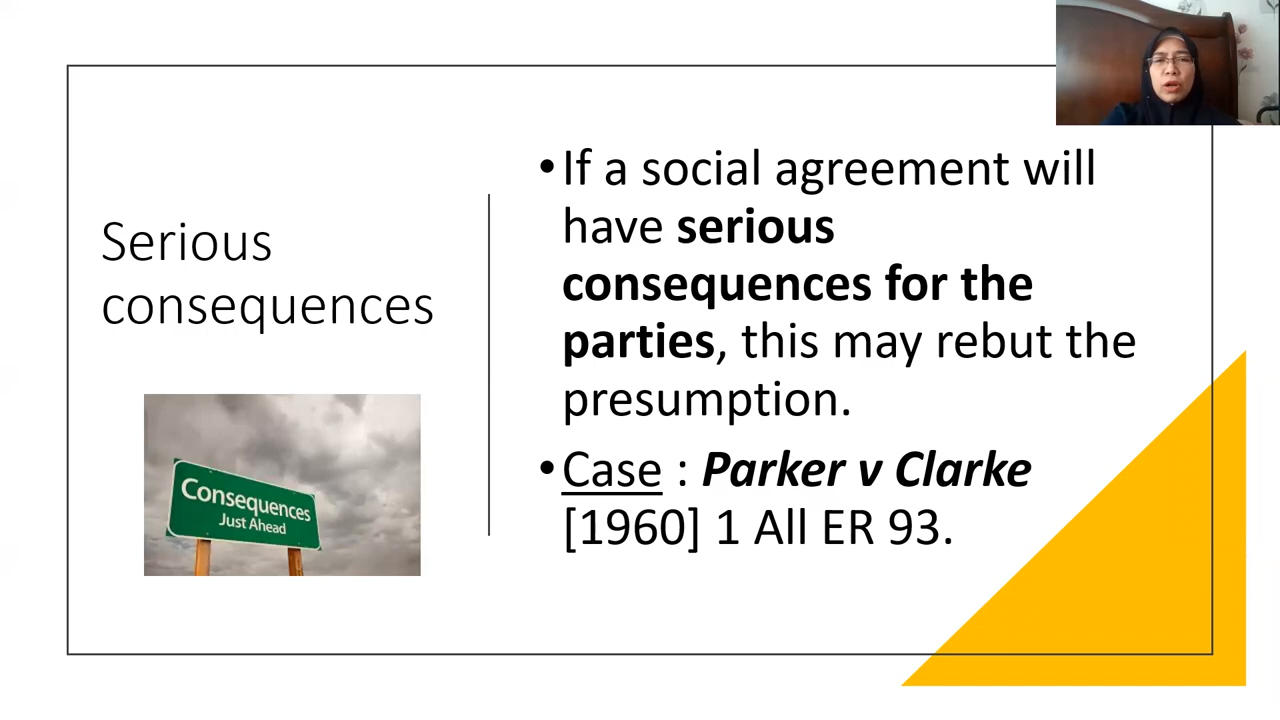 Serious
consequences
Consequences
Just Ahead
•If a social agreement will
have serious
consequences for the
parties, this may rebut the
presumption.
•Case : Parker v Clarke
[1960] 1 All ER 93.